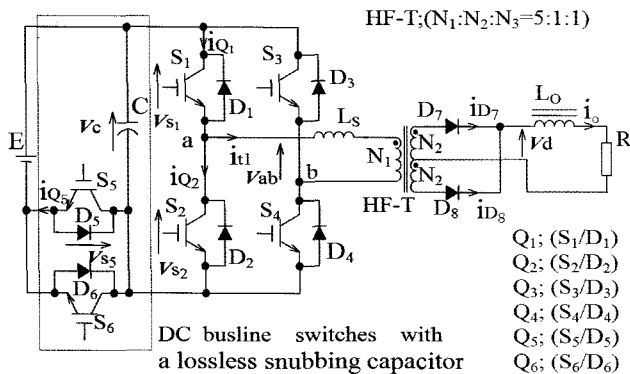 HF-T;(N1:N2:N3=5:1:1)
iQ1
S1
S3
D1
D3
vs1
C
vc
E
a
it1
LS
D7
iD7
LO
io
N1
N2
vd
R
iQ5
S5
iQ2
vab
b
N2
D5
vs5
S2
S4
HF-T
D8
iD8
D6
vs2
D2
D4
S6
Q1; (S1/D1)
Q2; (S2/D2)
Q3; (S3/D3)
Q4; (S4/D4)
Q5; (S5/D5)
Q6; (S6/D6)
DC busline switches with
a lossless snubbing capacitor